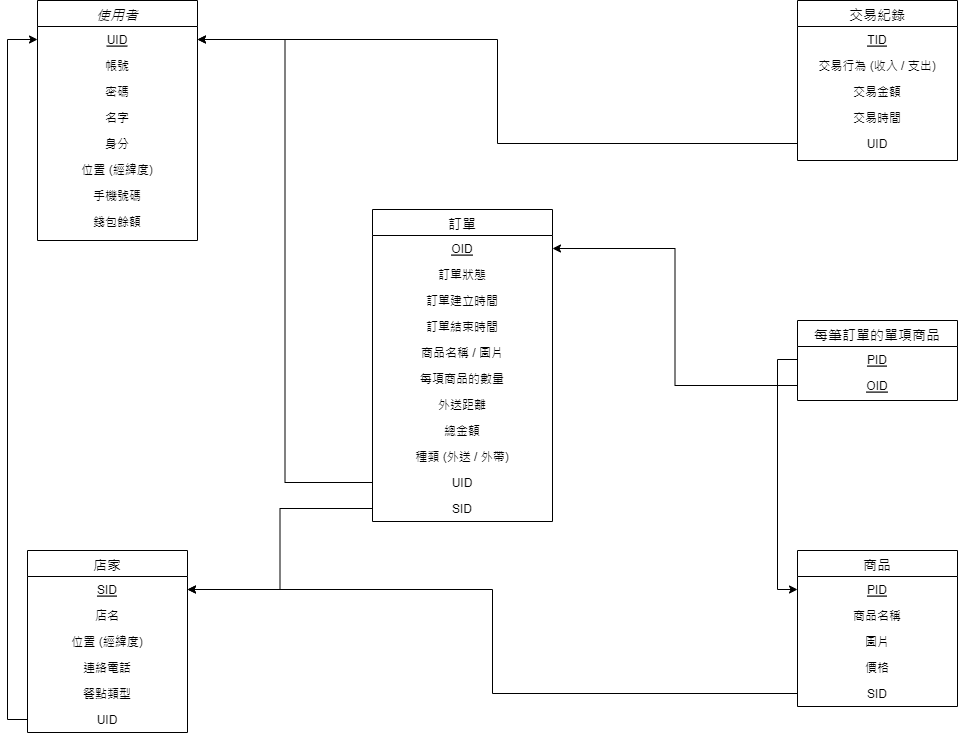 使用者
UID
帳號
密碼
名字
身分
位置 (經緯度)
手機號碼
錢包餘額
交易紀錄
TID
交易行為 (收入 / 支出)
交易金額
交易時間
UID
訂單
OID
訂單狀態
訂單建立時間
訂單結束時間
商品名稱 / 圖片
每項商品的數量
外送距離
總金額
種類 (外送 / 外帶)
UID
SID
每筆訂單的單項商品
PID
OID
店家
SID
店名
位置 (經緯度)
連絡電話
餐點類型
UID
商品
PID
商品名稱
圖片
價格
SID